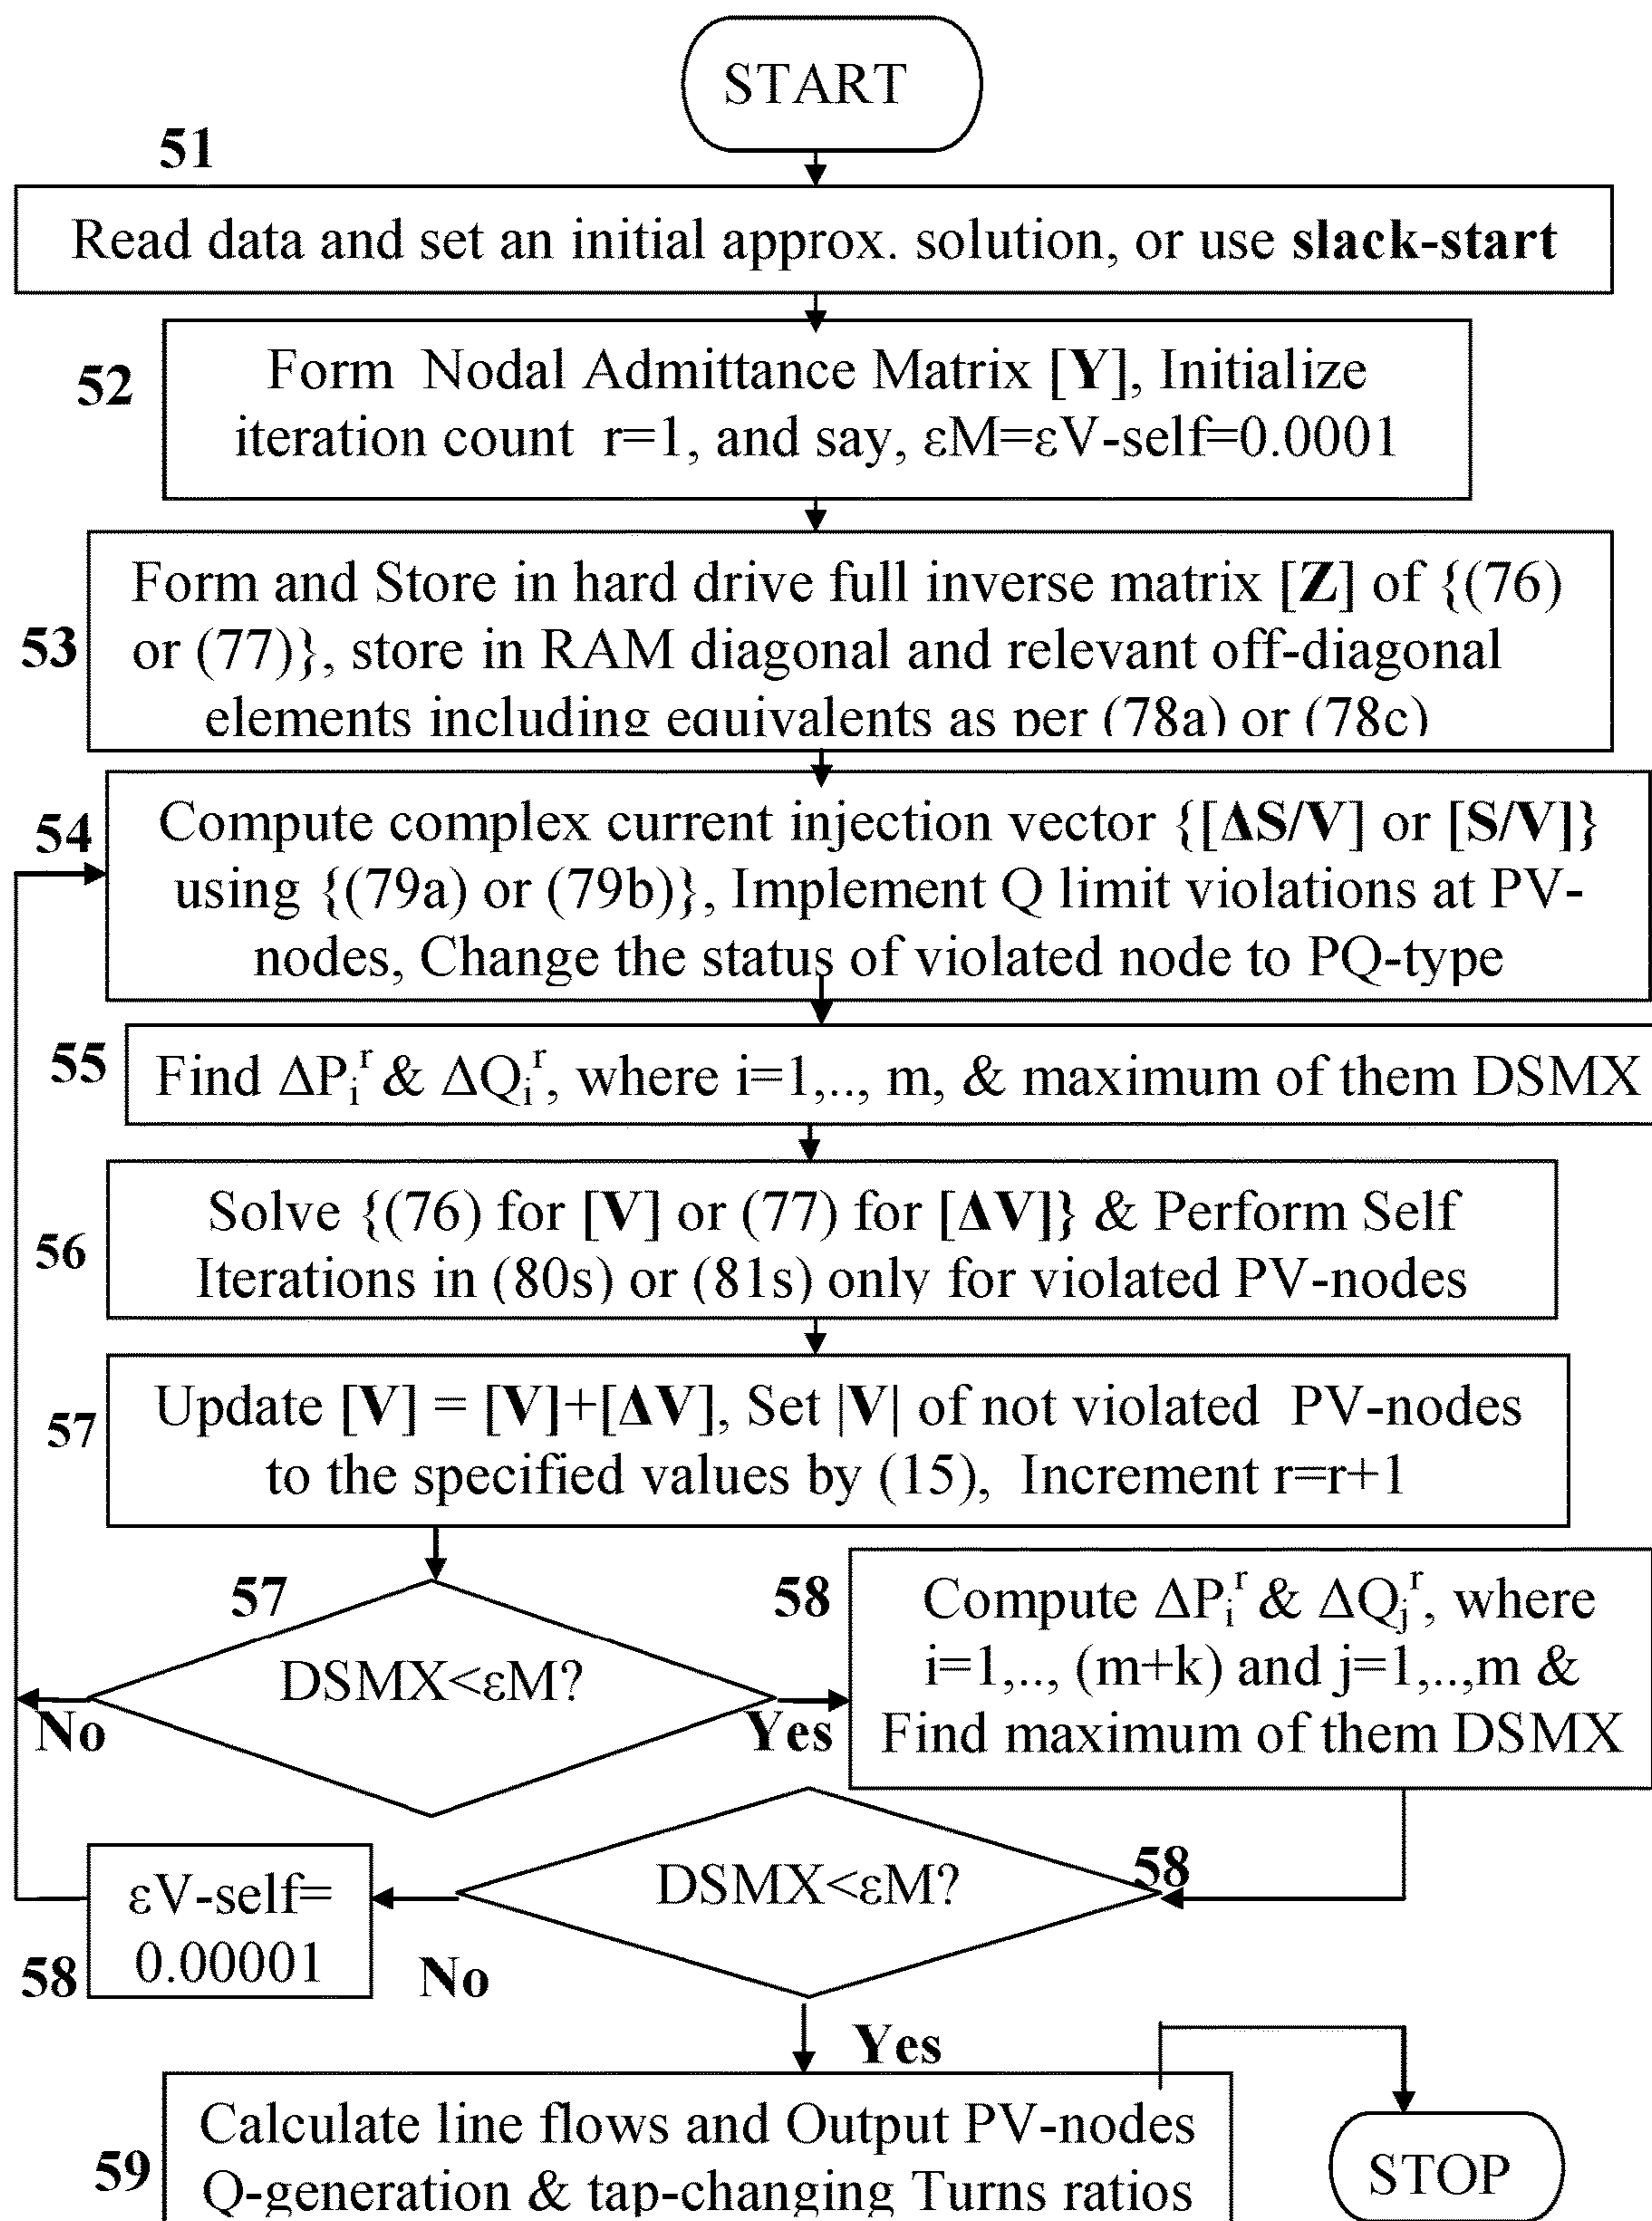 START
51
Read data and set an initial approx. solution, or use slack-start
52
Form Nodal Admittance Matrix [Y], Initialize
iteration count r=1, and say, εM=εV-self=0.0001
53
Form and Store in hard drive full inverse matrix [Z] of {(76)
or (77)}, store in RAM diagonal and relevant off-diagonal
elements including equivalents as per (78a) or (78c)
54
Compute complex current injection vector {[ΔS/V] or [S/V]}
using {(79a) or (79b)}, Implement Q limit violations at PV-
nodes, Change the status of violated node to PQ-type
55
Find ΔPᵢʳ & ΔQᵢʳ, where i=1,.., m, & maximum of them DSMX
56
Solve {(76) for [V] or (77) for [ΔV]} & Perform Self
Iterations in (80s) or (81s) only for violated PV-nodes
57
Update [V] = [V]+[ΔV], Set |V| of not violated PV-nodes
to the specified values by (15), Increment r=r+1
57
DSMX<εM?
No
Yes
58
Compute ΔPᵢʳ & ΔQⱼʳ, where
i=1,.., (m+k) and j=1,..,m &
Find maximum of them DSMX
58
DSMX<εM?
No
Yes
58
εV-self=
0.00001
59
Calculate line flows and Output PV-nodes
Q-generation & tap-changing Turns ratios
STOP